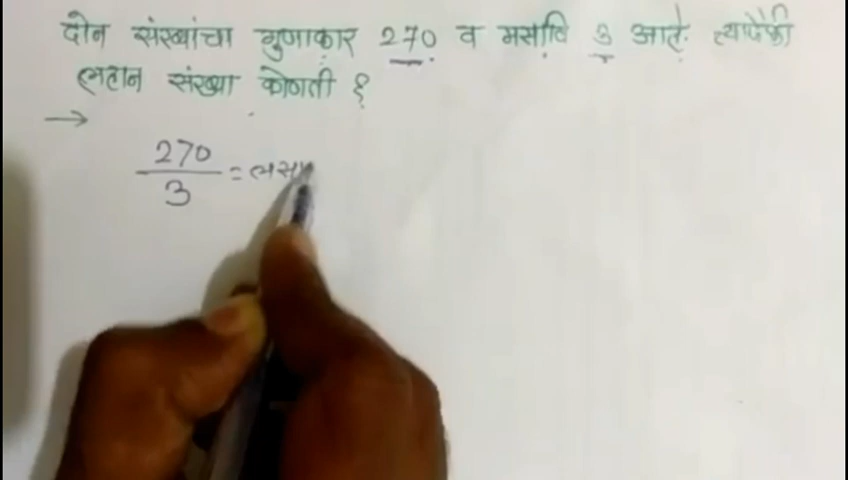 दोन संख्यांचा गुणाकार 270 व मसावि 3 आहे. त्यापैकी
लहान संख्या कोणती ?
→
270
3 = लसा